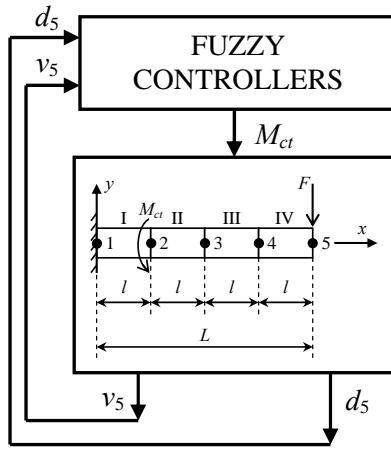 d5
v5
FUZZY
CONTROLLERS
Mct
y
F
I Mct II III IV
x
1 2 3 4 5
l l l l
L
v5
d5